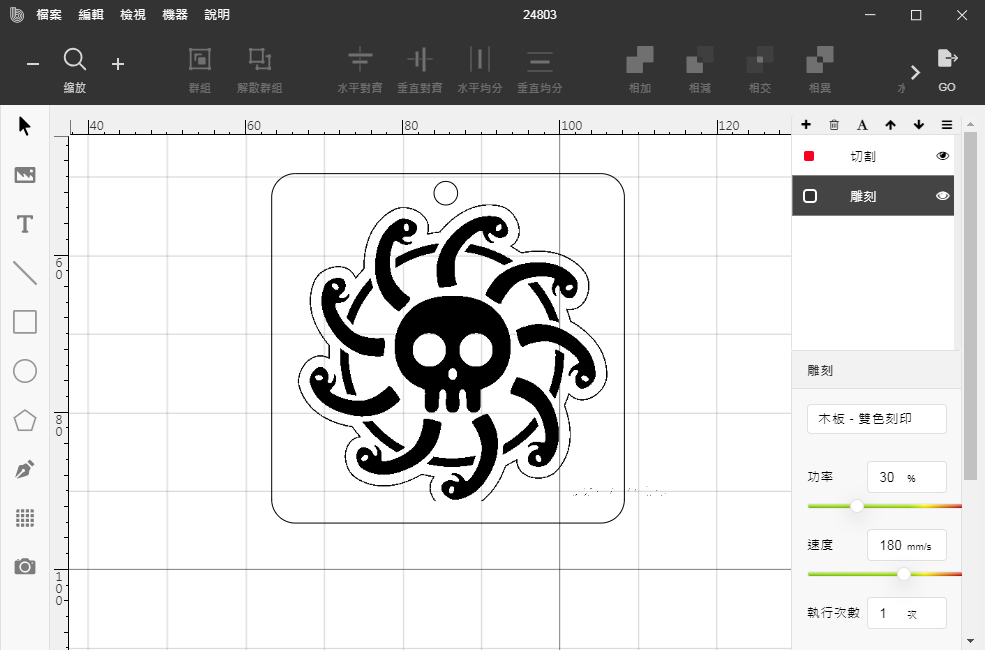 檔案 編輯 檢視 機器 說明 24803
縮放 群組 解散群組 水平對齊 垂直對齊 水平均分 垂直均分 相加 相減 相交 相異 水 GO
40 60 80 100 120
切割
雕刻
60
80
100
雕刻
木板 - 雙色刻印
功率 30 %
速度 180 mm/s
執行次數 1 次